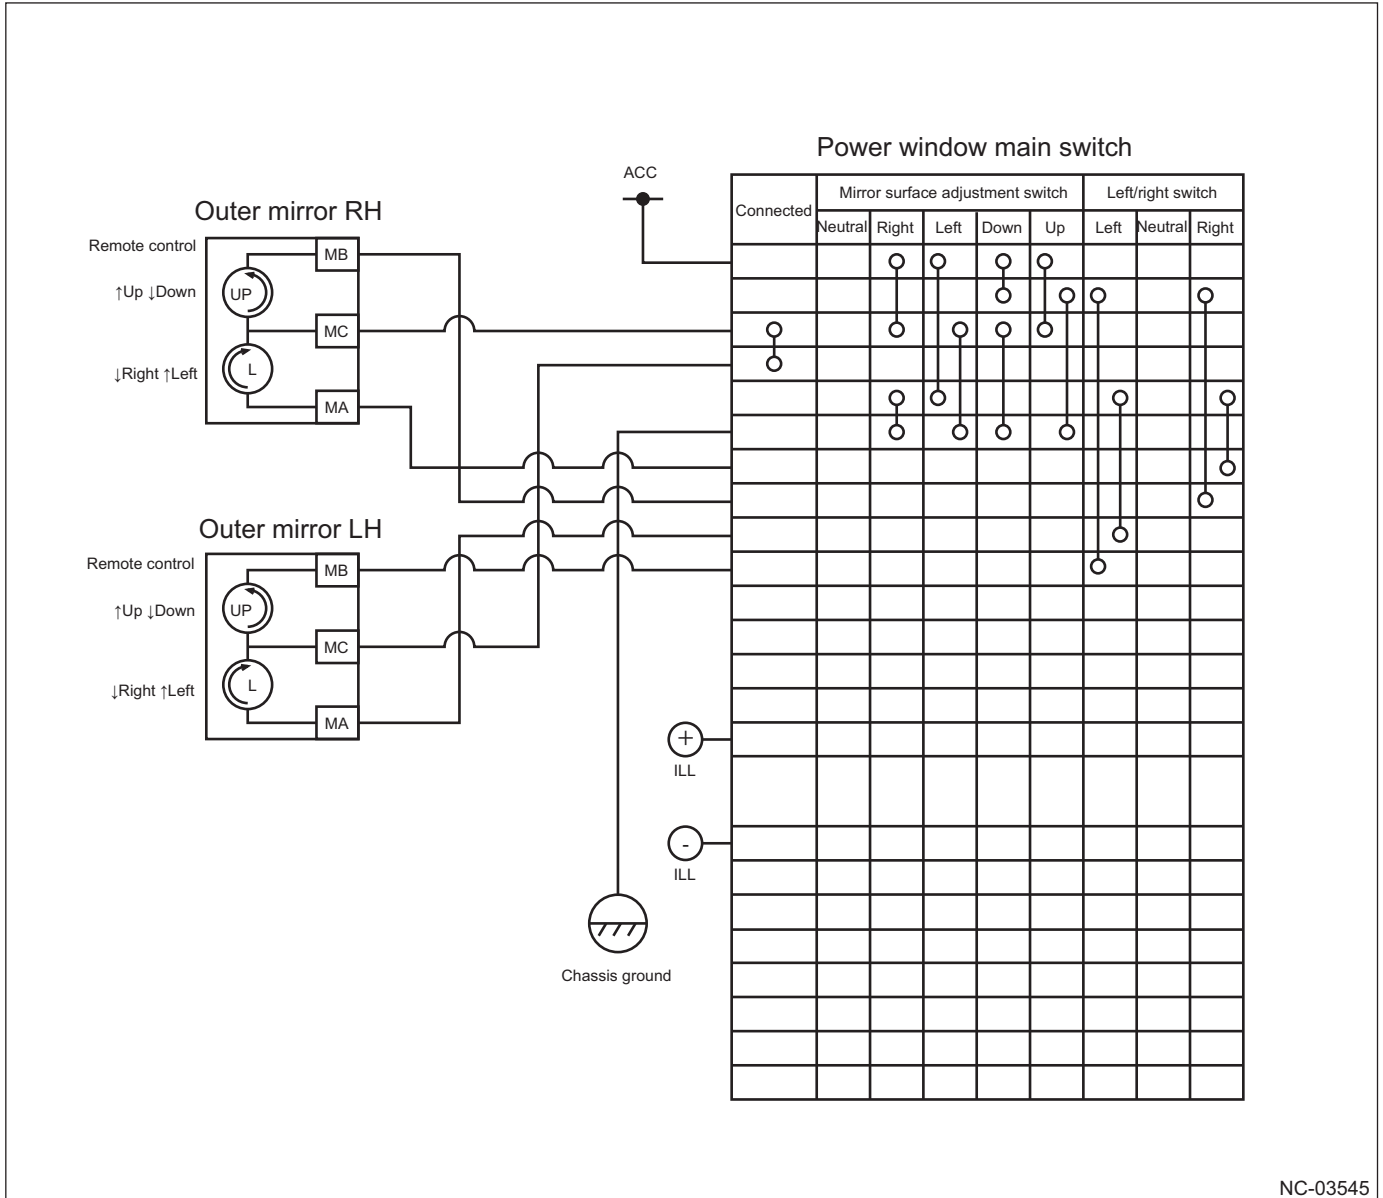 Power window main switch
ACC
Connected
Mirror surface adjustment switch
Left/right switch
Neutral Right Left Down Up Left Neutral Right
Outer mirror RH
Remote control
MB
↑Up ↓Down
UP
MC
↓Right ↑Left
L
MA
Outer mirror LH
Remote control
MB
↑Up ↓Down
UP
MC
↓Right ↑Left
L
MA
+
ILL
-
ILL
Chassis ground
NC-03545